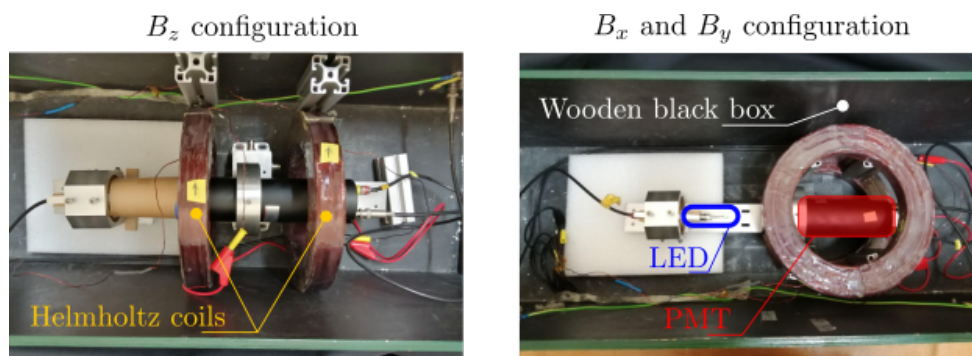 B_z configuration
B_x and B_y configuration
Wooden black box
LED
Helmholtz coils
PMT